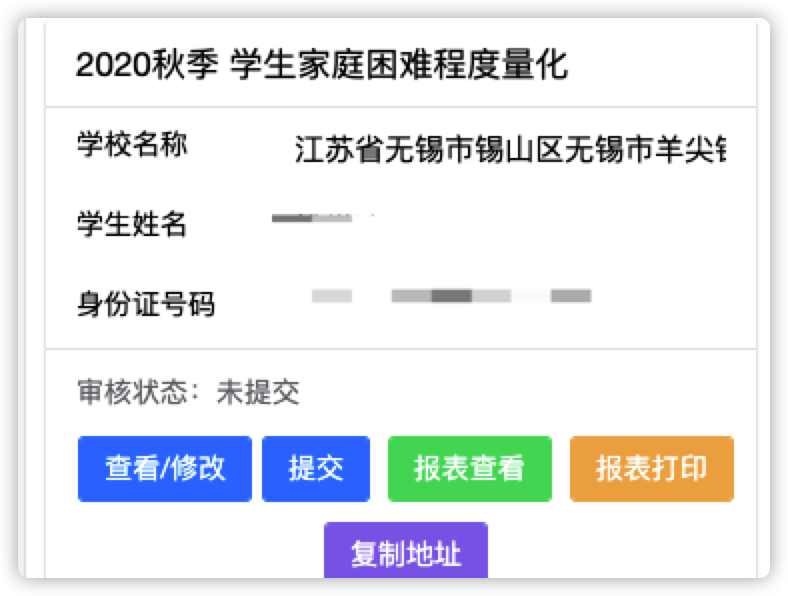 2020秋季 学生家庭困难程度量化
学校名称 江苏省无锡市锡山区无锡市羊尖
学生姓名
身份证号码
审核状态：未提交
查看/修改 提交 报表查看 报表打印
复制地址